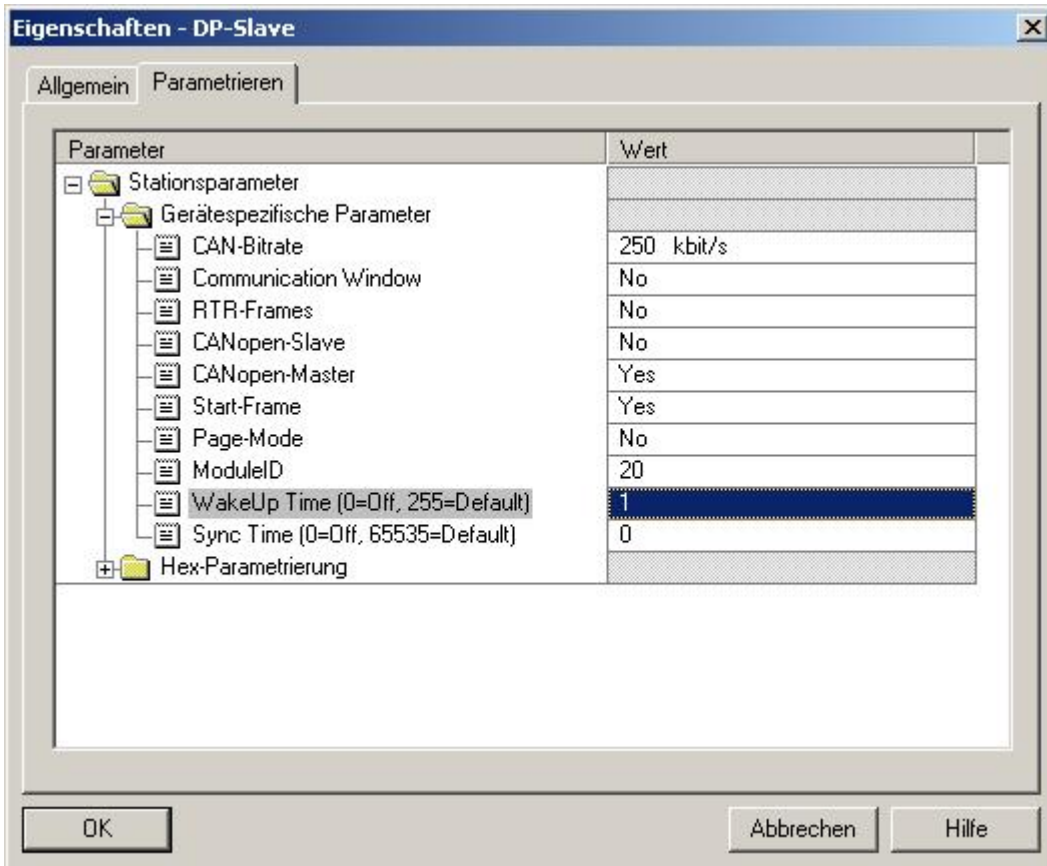 Eigenschaften - DP-Slave
Allgemein Parametrieren
Parameter Wert
Stationsparameter
Gerätespezifische Parameter
CAN-Bitrate 250 kbit/s
Communication Window No
RTR-Frames No
CANopen-Slave No
CANopen-Master Yes
Start-Frame Yes
Page-Mode No
ModuleID 20
WakeUp Time (0=Off, 255=Default) 1
Sync Time (0=Off, 65535=Default) 0
Hex-Parametrierung
OK Abbrechen Hilfe